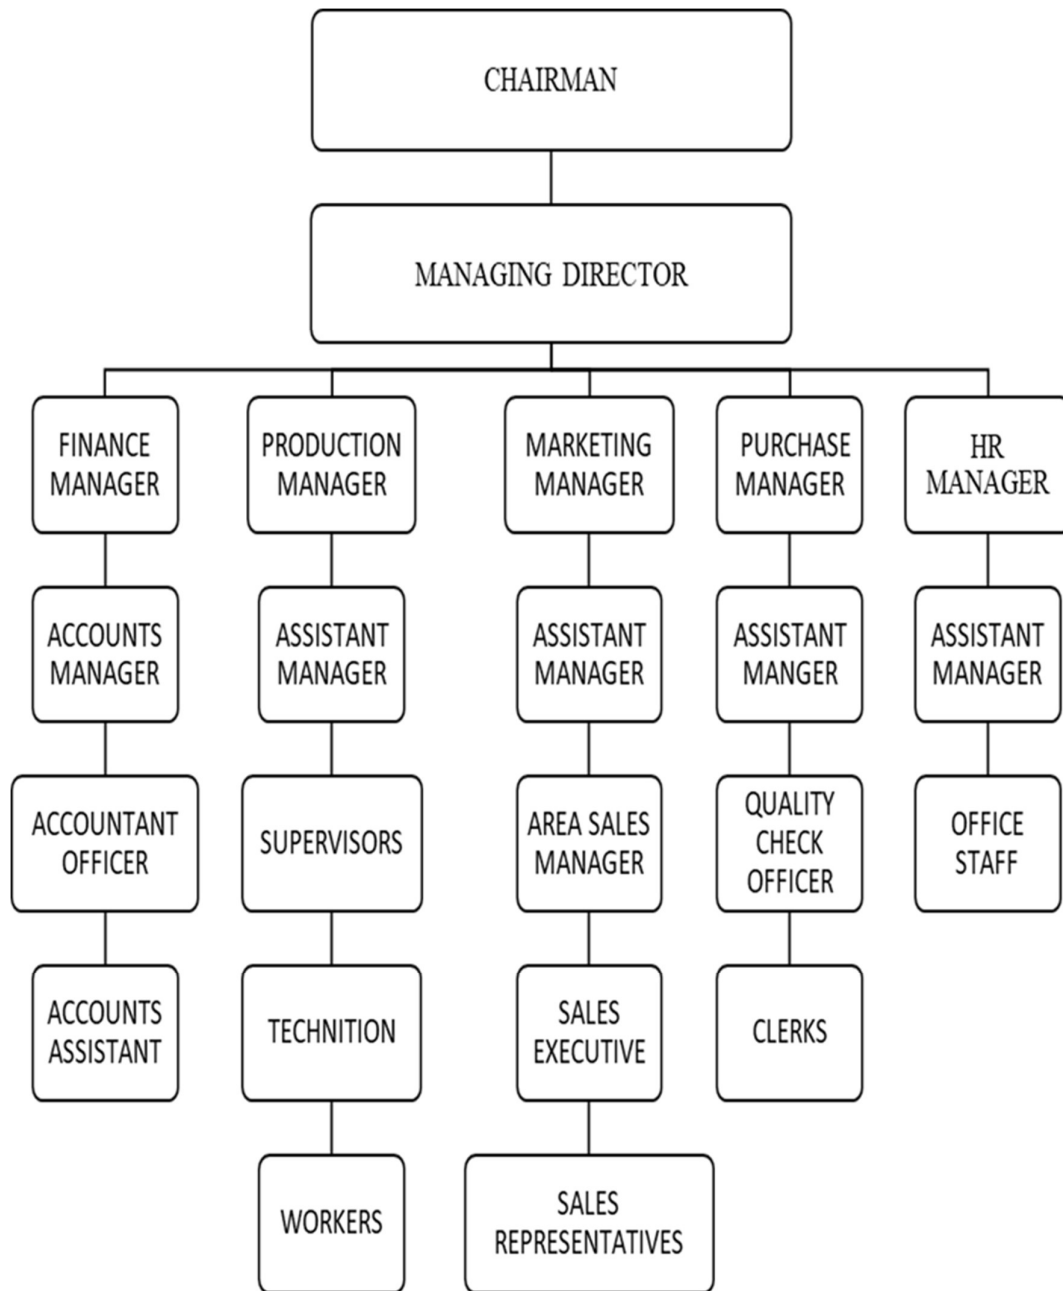 CHAIRMAN
MANAGING DIRECTOR
FINANCE
MANAGER
PRODUCTION
MANAGER
MARKETING
MANAGER
PURCHASE
MANAGER
HR
MANAGER
ACCOUNTS
MANAGER
ASSISTANT
MANAGER
ASSISTANT
MANAGER
ASSISTANT
MANGER
ASSISTANT
MANAGER
ACCOUNTANT
OFFICER
SUPERVISORS
AREA SALES
MANAGER
QUALITY
CHECK
OFFICER
OFFICE
STAFF
ACCOUNTS
ASSISTANT
TECHNITION
SALES
EXECUTIVE
CLERKS
WORKERS
SALES
REPRESENTATIVES